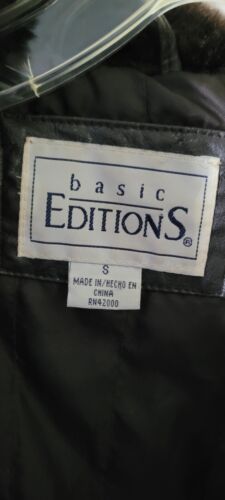 basic
EDITIONS®
S
MADE IN/HECHO EN
CHINA
RN42000